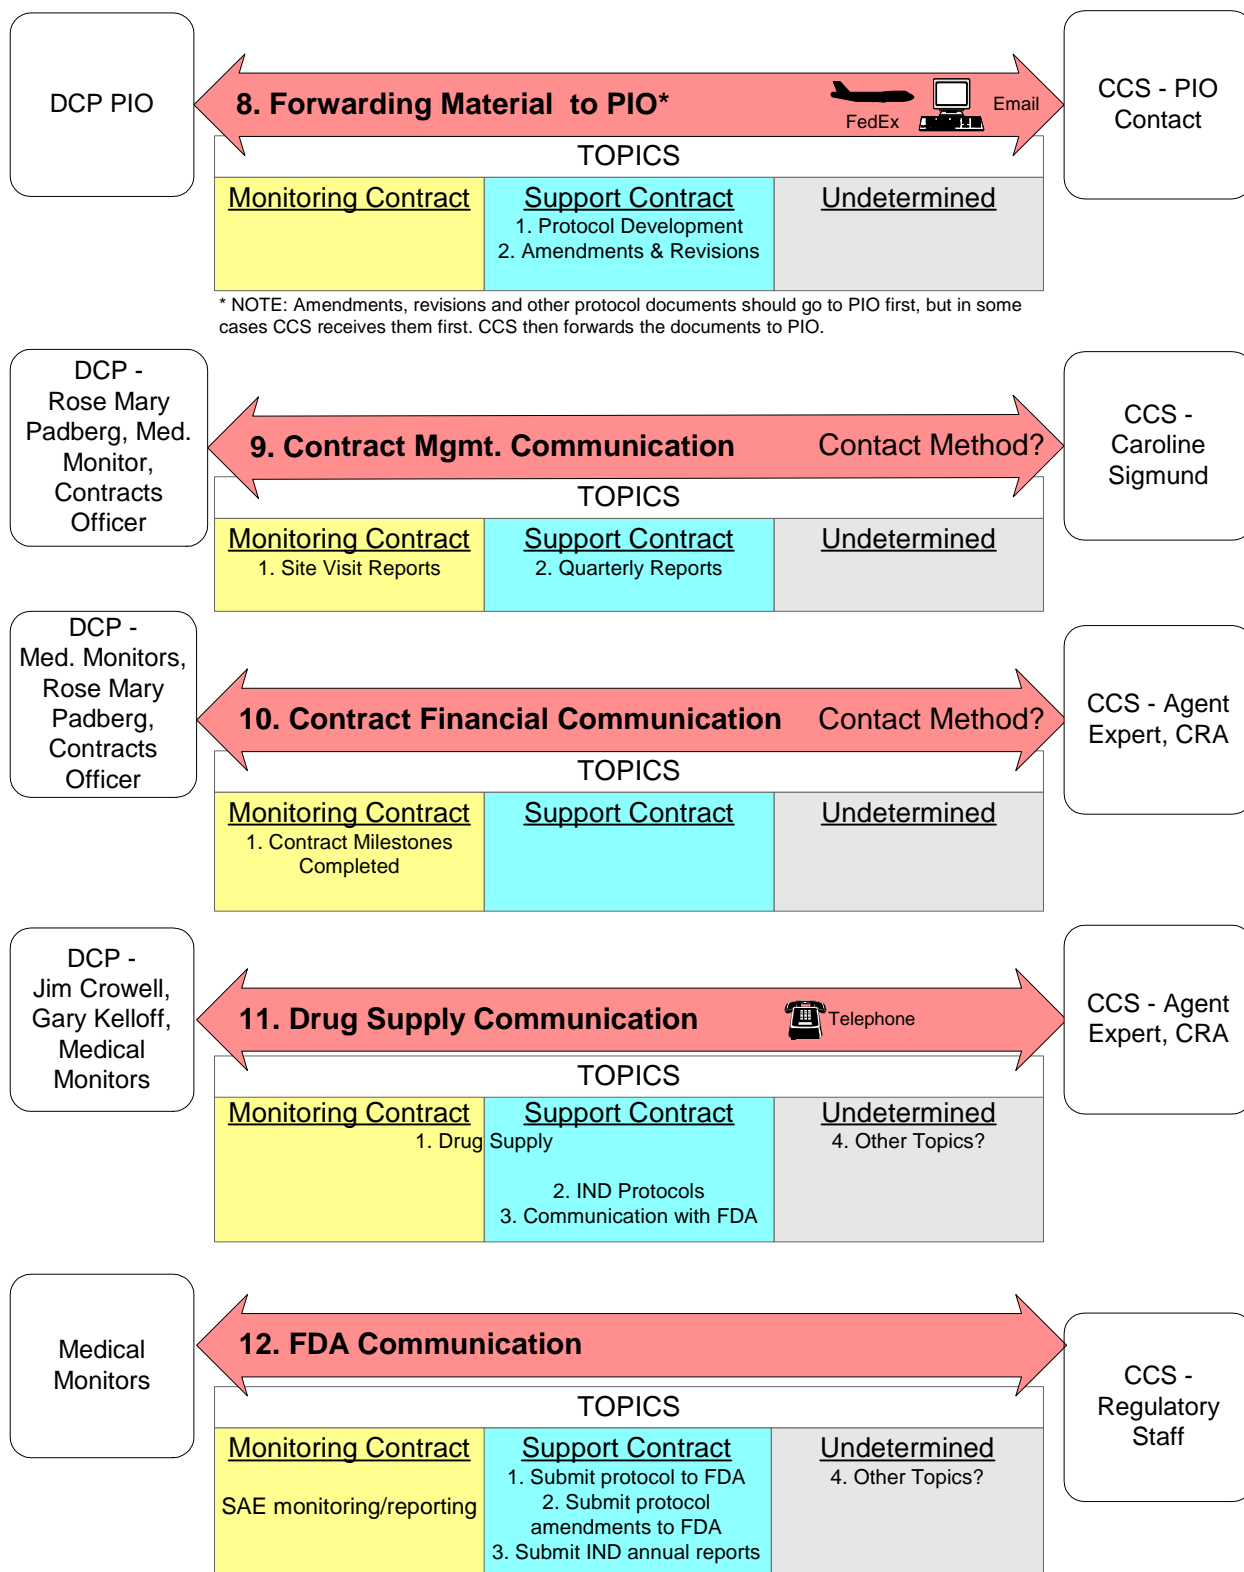 DCP PIO
8. Forwarding Material  to PIO*
FedEx
Email
CCS - PIO
Contact
TOPICS
Monitoring Contract
Support Contract
1. Protocol Development
2. Amendments & Revisions
Undetermined
* NOTE: Amendments, revisions and other protocol documents should go to PIO first, but in some
cases CCS receives them first. CCS then forwards the documents to PIO.
DCP -
Rose Mary
Padberg, Med.
Monitor,
Contracts
Officer
9. Contract Mgmt. Communication
Contact Method?
CCS -
Caroline
Sigmund
TOPICS
Monitoring Contract
1. Site Visit Reports
Support Contract
2. Quarterly Reports
Undetermined
DCP -
Med. Monitors,
Rose Mary
Padberg,
Contracts
Officer
10. Contract Financial Communication
Contact Method?
CCS - Agent
Expert, CRA
TOPICS
Monitoring Contract
1. Contract Milestones
Completed
Support Contract
Undetermined
DCP -
Jim Crowell,
Gary Kelloff,
Medical
Monitors
11. Drug Supply Communication
Telephone
CCS - Agent
Expert, CRA
TOPICS
Monitoring Contract
Support Contract
1. Drug Supply
2. IND Protocols
3. Communication with FDA
Undetermined
4. Other Topics?
Medical
Monitors
12. FDA Communication
CCS -
Regulatory
Staff
TOPICS
Monitoring Contract
SAE monitoring/reporting
Support Contract
1. Submit protocol to FDA
2. Submit protocol
amendments to FDA
3. Submit IND annual reports
Undetermined
4. Other Topics?